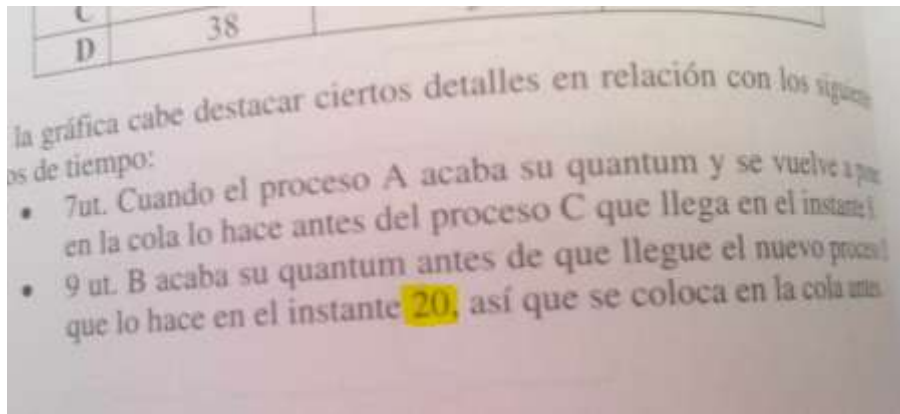 C
D 38
la gráfica cabe destacar ciertos detalles en relación con los
os de tiempo:
• 7ut. Cuando el proceso A acaba su quantum y se vuelve a
en la cola lo hace antes del proceso C que llega en el instante
• 9 ut. B acaba su quantum antes de que llegue el nuevo
que lo hace en el instante 20, así que se coloca en la cola